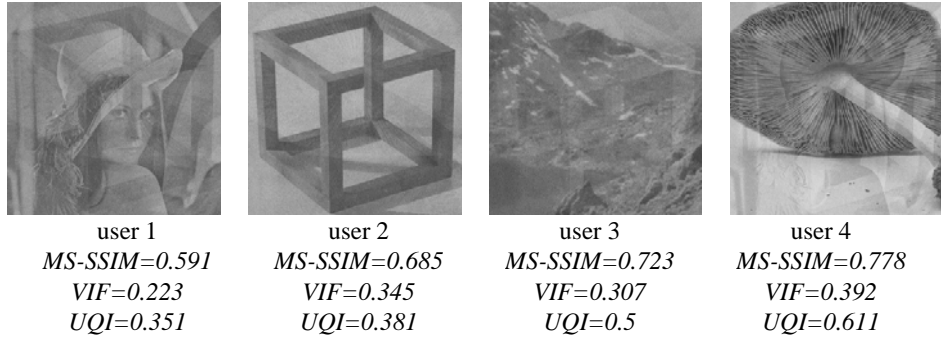 user 1
MS-SSIM=0.591
VIF=0.223
UQI=0.351
user 2
MS-SSIM=0.685
VIF=0.345
UQI=0.381
user 3
MS-SSIM=0.723
VIF=0.307
UQI=0.5
user 4
MS-SSIM=0.778
VIF=0.392
UQI=0.611